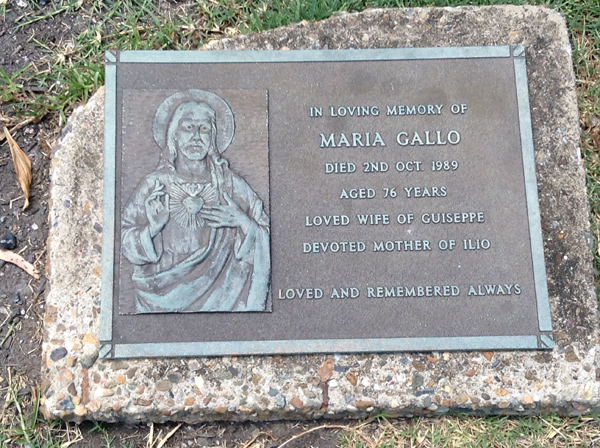 IN LOVING MEMORY OF
MARIA GALLO
DIED 2ND OCT. 1989
AGED 76 YEARS
LOVED WIFE OF GUISEPPE
DEVOTED MOTHER OF ILIO
LOVED AND REMEMBERED ALWAYS